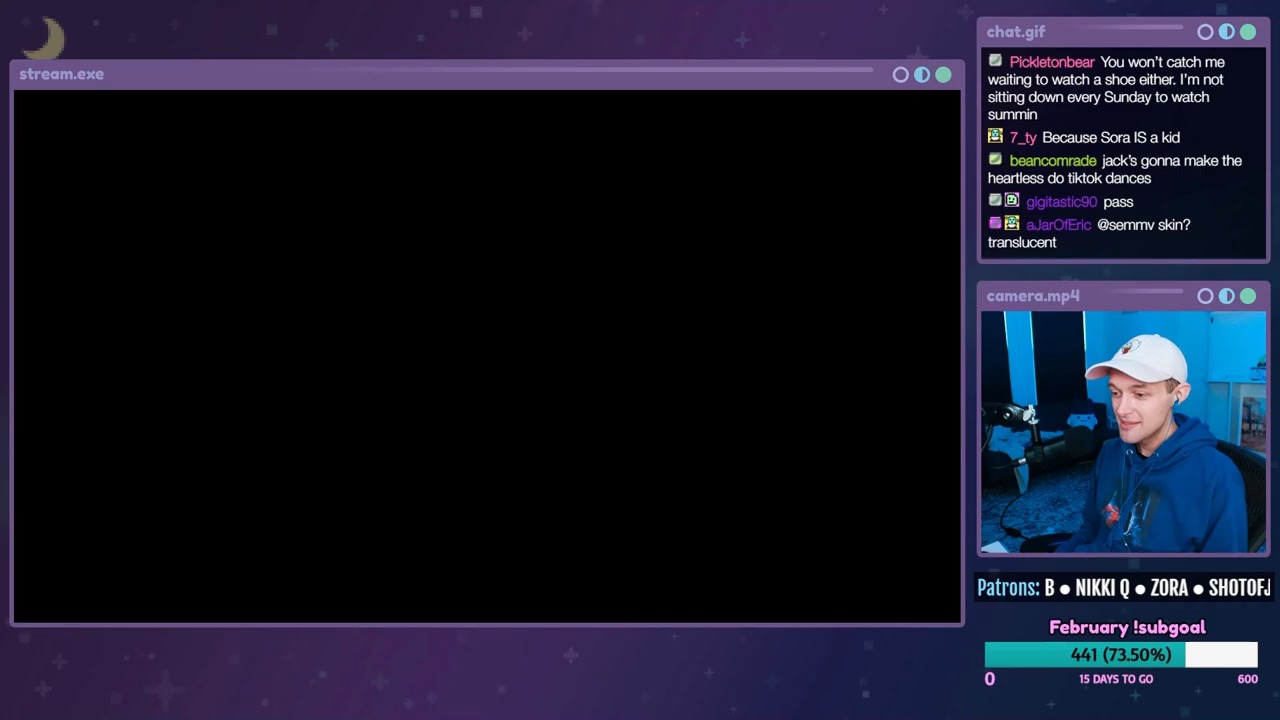 stream.exe
chat.gif
Pickletonbear You won't catch me
waiting to watch a shoe either. I'm not
sitting down every Sunday to watch
summin
7_ty Because Sora IS a kid
beancomrade jack's gonna make the
heartless do tiktok dances
gigitastic90 pass
aJarOfEric @semmv skin?
translucent
camera.mp4
Patrons: B ● NIKKI Q ● ZORA ● SHOTOFJ
February !subgoal
441 (73.50%)
0 15 DAYS TO GO 600